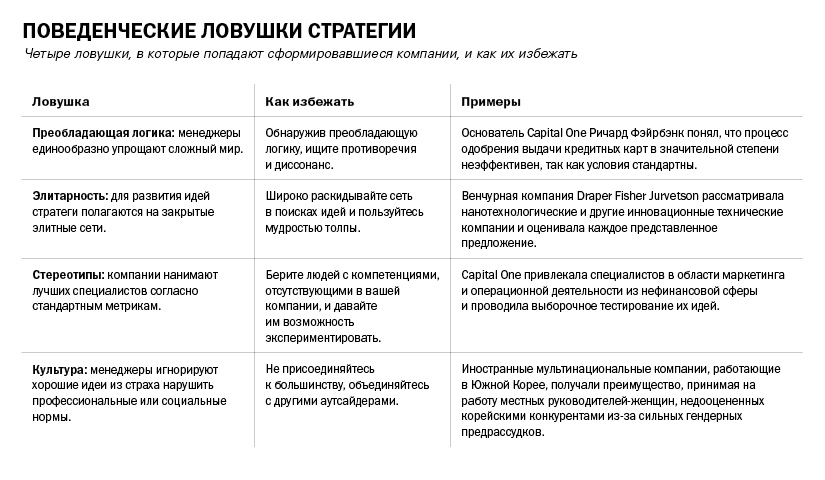 ПОВЕДЕНЧЕСКИЕ ЛОВУШКИ СТРАТЕГИИ
Четыре ловушки, в которые попадают сформировавшиеся компании, и как их избежать
Ловушка
Как избежать
Примеры
Преобладающая логика: менеджеры
единообразно упрощают сложный мир.
Обнаружив преобладающую
логику, ищите противоречия
и диссонанс.
Основатель Capital One Ричард Фэйрбэнк понял, что процесс
одобрения выдачи кредитных карт в значительной степени
неэффективен, так как условия стандартны.
Элитарность: для развития идей
стратеги полагаются на закрытые
элитные сети.
Широко раскидывайте сеть
в поисках идей и пользуйтесь
мудростью толпы.
Венчурная компания Draper Fisher Jurvetson рассматривала
нанотехнологические и другие инновационные технические
компании и оценивала каждое представленное
предложение.
Стереотипы: компании нанимают
лучших специалистов согласно
стандартным метрикам.
Берите людей с компетенциями,
отсутствующими в вашей
компании, и давайте
им возможность
экспериментировать.
Capital One привлекала специалистов в области маркетинга
и операционной деятельности из нефинансовой сферы
и проводила выборочное тестирование их идей.
Культура: менеджеры игнорируют
хорошие идеи из страха нарушить
профессиональные или социальные
нормы.
Не присоединяйтесь
к большинству, объединяйтесь
с другими аутсайдерами.
Иностранные мультинациональные компании, работающие
в Южной Корее, получали преимущество, принимая на
работу местных руководителей-женщин, недооцененных
корейскими конкурентами из-за сильных гендерных
предрассудков.